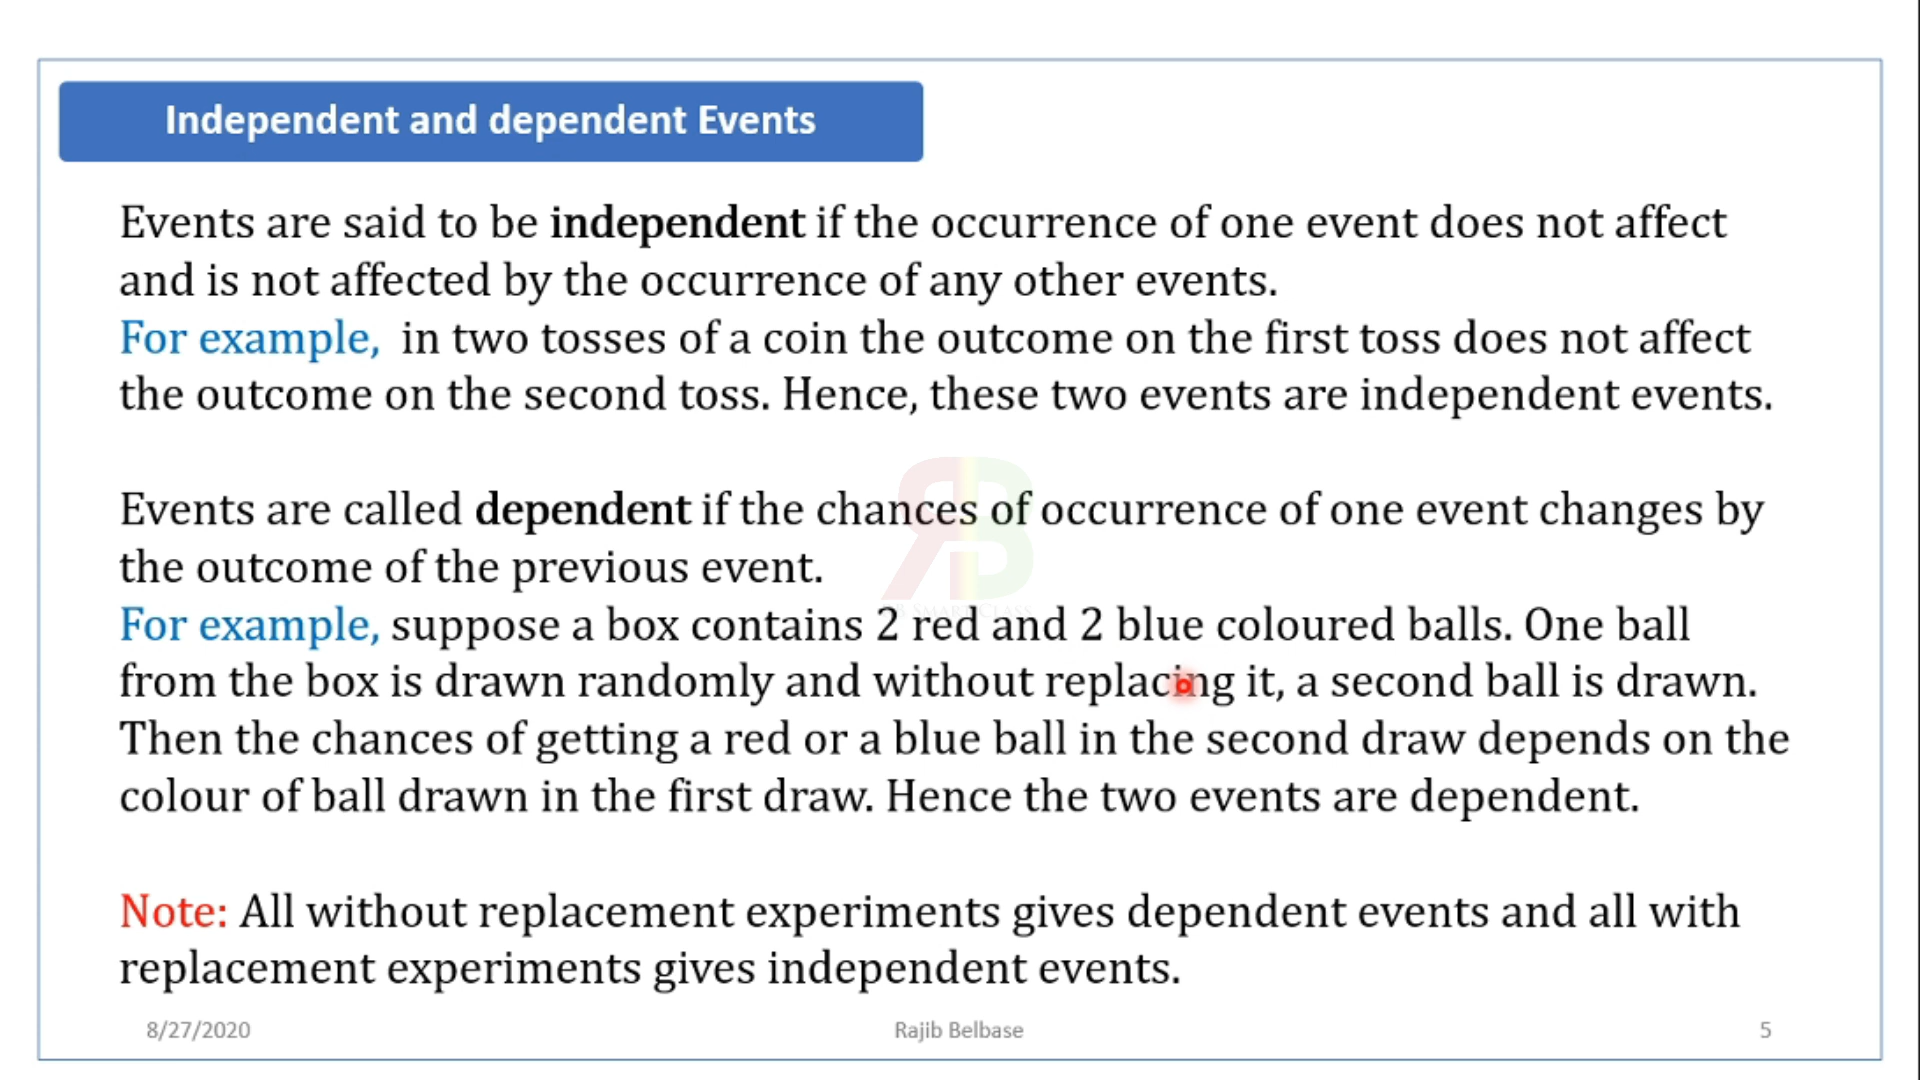 Independent and dependent Events
Events are said to be independent if the occurrence of one event does not affect
and is not affected by the occurrence of any other events.
For example, in two tosses of a coin the outcome on the first toss does not affect
the outcome on the second toss. Hence, these two events are independent events.
Events are called dependent if the chances of occurrence of one event changes by
the outcome of the previous event.
RB
RB SMART CLASS
For example, suppose a box contains 2 red and 2 blue coloured balls. One ball
from the box is drawn randomly and without replacing it, a second ball is drawn.
Then the chances of getting a red or a blue ball in the second draw depends on the
colour of ball drawn in the first draw. Hence the two events are dependent.
Note: All without replacement experiments gives dependent events and all with
replacement experiments gives independent events.
8/27/2020
Rajib Belbase
5